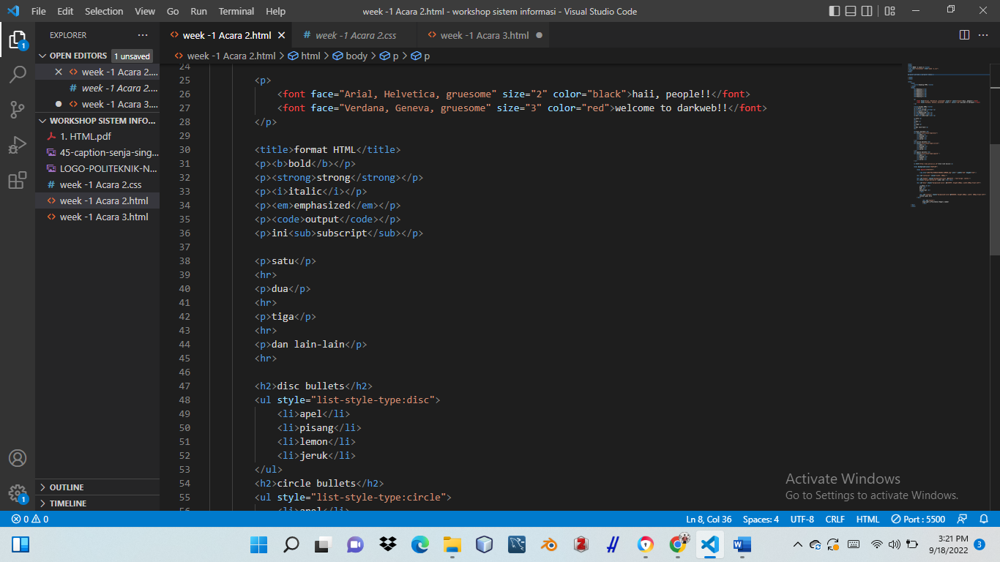 File Edit Selection View Go Run Terminal Help
week -1 Acara 2.html - workshop sistem informasi - Visual Studio Code
EXPLORER
OPEN EDITORS 1 unsaved
week -1 Acara 2....
week -1 Acara 2....
week -1 Acara 3....
WORKSHOP SISTEM INFO...
1. HTML.pdf
45-caption-senja-sing...
LOGO-POLITEKNIK-N...
week -1 Acara 2.css
week -1 Acara 2.html
week -1 Acara 3.html
OUTLINE
TIMELINE
week -1 Acara 2.html
week -1 Acara 2.css
week -1 Acara 3.html
week -1 Acara 2.html > html > body > p > p
24
25 <p>
26 <font face="Arial, Helvetica, gruesome" size="2" color="black">haii, people!!</font>
27 <font face="Verdana, Geneva, gruesome" size="3" color="red">welcome to darkweb!!</font>
28 </p>
29
30 <title>format HTML</title>
31 <p><b>bold</b></p>
32 <p><strong>strong</strong></p>
33 <p><i>italic</i></p>
34 <p><em>emphasized</em></p>
35 <p><code>output</code></p>
36 <p>ini<sub>subscript</sub></p>
37
38 <p>satu</p>
39 <hr>
40 <p>dua</p>
41 <hr>
42 <p>tiga</p>
43 <hr>
44 <p>dan lain-lain</p>
45 <hr>
46
47 <h2>disc bullets</h2>
48 <ul style="list-style-type:disc">
49 <li>apel</li>
50 <li>pisang</li>
51 <li>lemon</li>
52 <li>jeruk</li>
53 </ul>
54 <h2>circle bullets</h2>
55 <ul style="list-style-type:circle">
56 <li>apel</li>
Activate Windows
Go to Settings to activate Windows.
0 0
Ln 8, Col 36 Spaces: 4 UTF-8 CRLF HTML Port : 5500
3:21 PM
9/18/2022
3